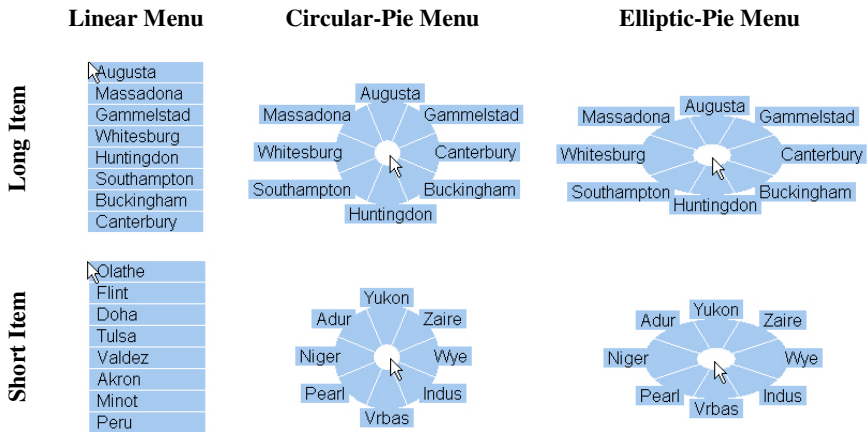 Linear Menu Circular-Pie Menu Elliptic-Pie Menu
Long Item
Augusta
Massadona
Gammelstad
Whitesburg
Huntingdon
Southampton
Buckingham
Canterbury
Augusta
Massadona Gammelstad
Whitesburg Canterbury
Southampton Buckingham
Huntingdon
Augusta
Massadona Gammelstad
Whitesburg Canterbury
Southampton Buckingham
Huntingdon
Short Item
Olathe
Flint
Doha
Tulsa
Valdez
Akron
Minot
Peru
Yukon
Adur Zaire
Niger Wye
Pearl Indus
Vrbas
Yukon
Adur Zaire
Niger Wye
Pearl Indus
Vrbas